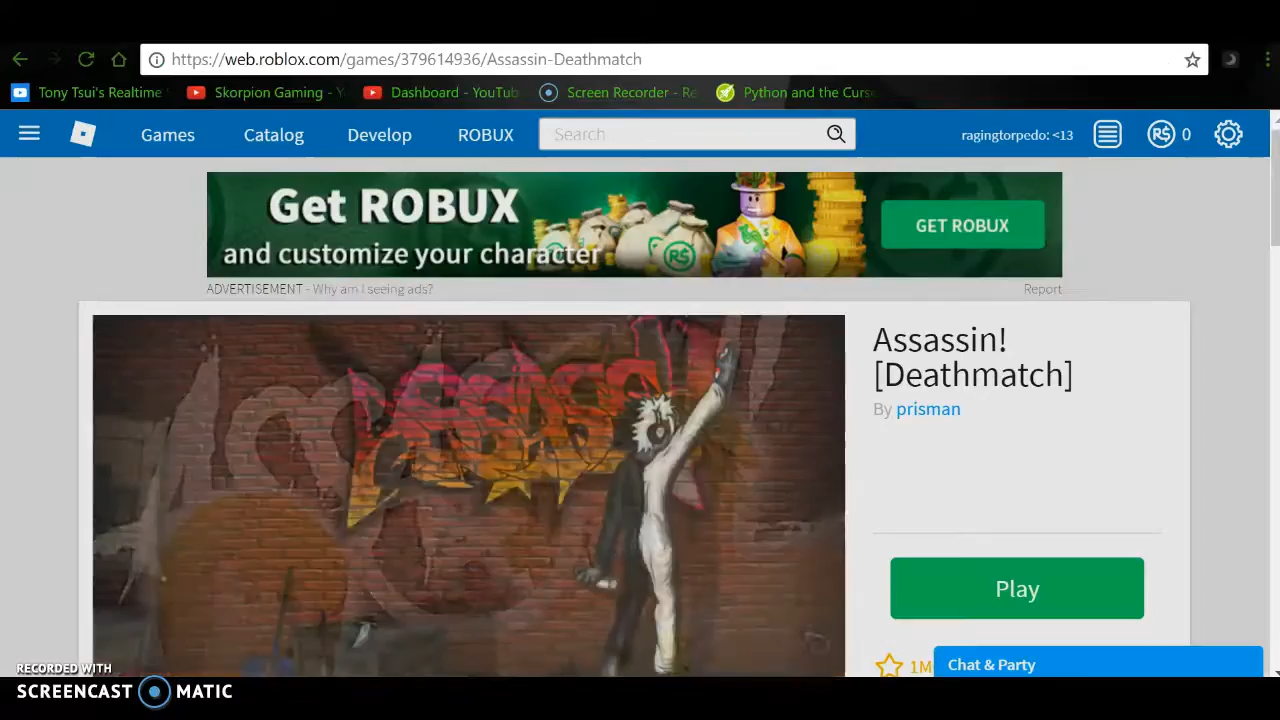 https://web.roblox.com/games/379614936/Assassin-Deathmatch
Tony Tsui's Realtime Skorpion Gaming - Y Dashboard - YouTub Screen Recorder - Re Python and the Curs
Games Catalog Develop ROBUX Search ragingtorpedo: <13 R$ 0
Get ROBUX
and customize your character
GET ROBUX
ADVERTISEMENT - Why am I seeing ads? Report
Assassin!
[Deathmatch]
By prisman
Play
1M
Chat & Party
RECORDED WITH
SCREENCAST MATIC